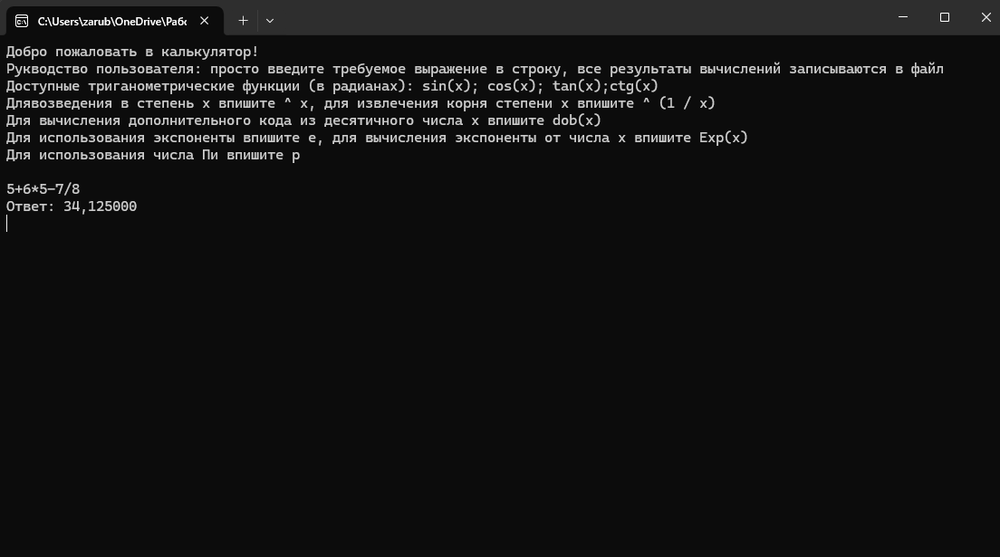 C:\Users\zarub\OneDrive\Рабс
Добро пожаловать в калькулятор!
Рукводство пользователя: просто введите требуемое выражение в строку, все результаты вычислений записываются в файл
Доступные триганометрические функции (в радианах): sin(x); cos(x); tan(x);ctg(x)
Длявозведения в степень x впишите ^ x, для извлечения корня степени x впишите ^ (1 / x)
Для вычисления дополнительного кода из десятичного числа x впишите dob(x)
Для использования экспоненты впишите e, для вычисления экспоненты от числа x впишите Exp(x)
Для использования числа Пи впишите p
5+6*5-7/8
Ответ: 34,125000